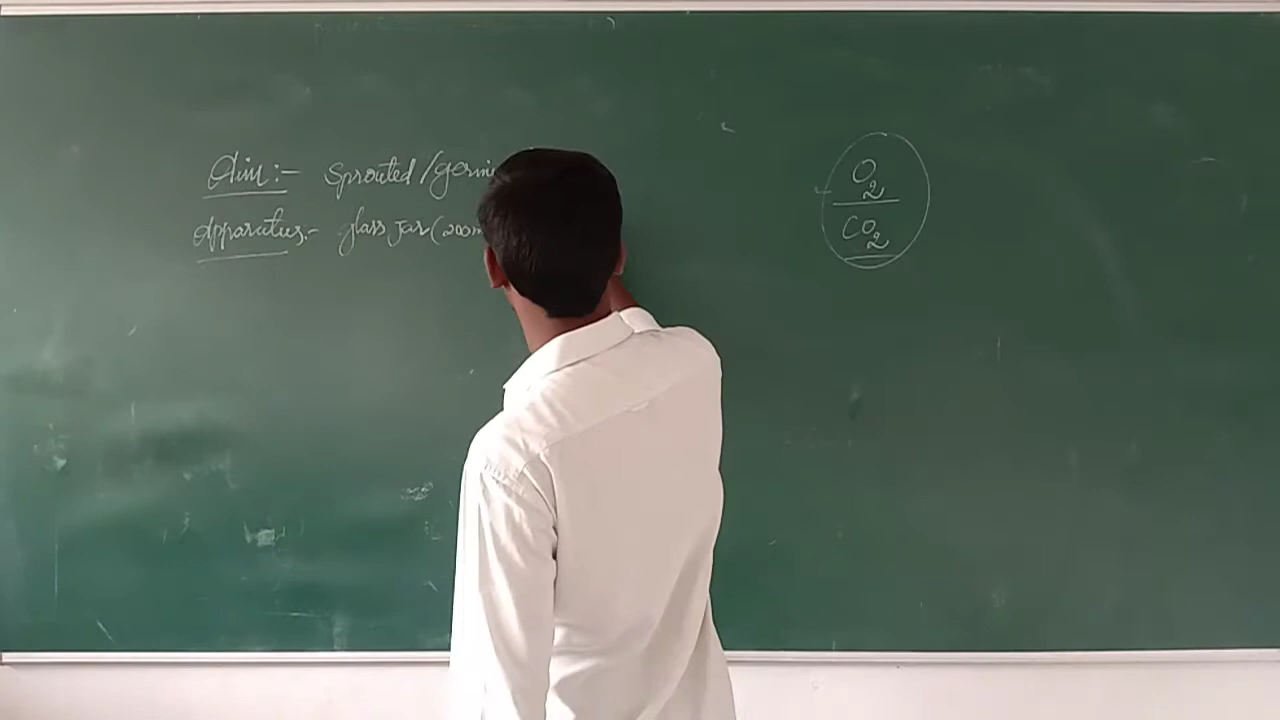 Aim:- Sprouted/germi
Apparatus:- glass Jar(200m
O2
CO2